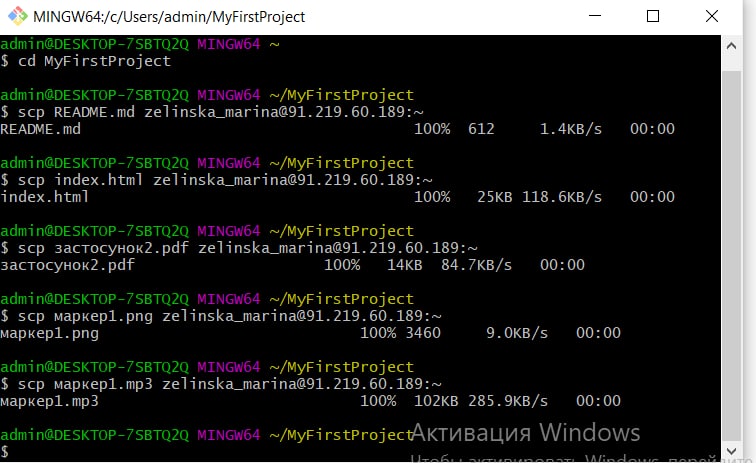 MINGW64:/c/Users/admin/MyFirstProject
admin@DESKTOP-7SBTQ2Q MINGW64 ~
$ cd MyFirstProject
admin@DESKTOP-7SBTQ2Q MINGW64 ~/MyFirstProject
$ scp README.md zelinska_marina@91.219.60.189:~
README.md 100% 612 1.4KB/s 00:00
admin@DESKTOP-7SBTQ2Q MINGW64 ~/MyFirstProject
$ scp index.html zelinska_marina@91.219.60.189:~
index.html 100% 25KB 118.6KB/s 00:00
admin@DESKTOP-7SBTQ2Q MINGW64 ~/MyFirstProject
$ scp застосунок2.pdf zelinska_marina@91.219.60.189:~
застосунок2.pdf 100% 14KB 84.7KB/s 00:00
admin@DESKTOP-7SBTQ2Q MINGW64 ~/MyFirstProject
$ scp маркер1.png zelinska_marina@91.219.60.189:~
маркер1.png 100% 3460 9.0KB/s 00:00
admin@DESKTOP-7SBTQ2Q MINGW64 ~/MyFirstProject
$ scp маркер1.mp3 zelinska_marina@91.219.60.189:~
маркер1.mp3 100% 102KB 285.9KB/s 00:00
admin@DESKTOP-7SBTQ2Q MINGW64 ~/MyFirstProject
$
Активация Windows
Чтобы активировать Windows, перейдите